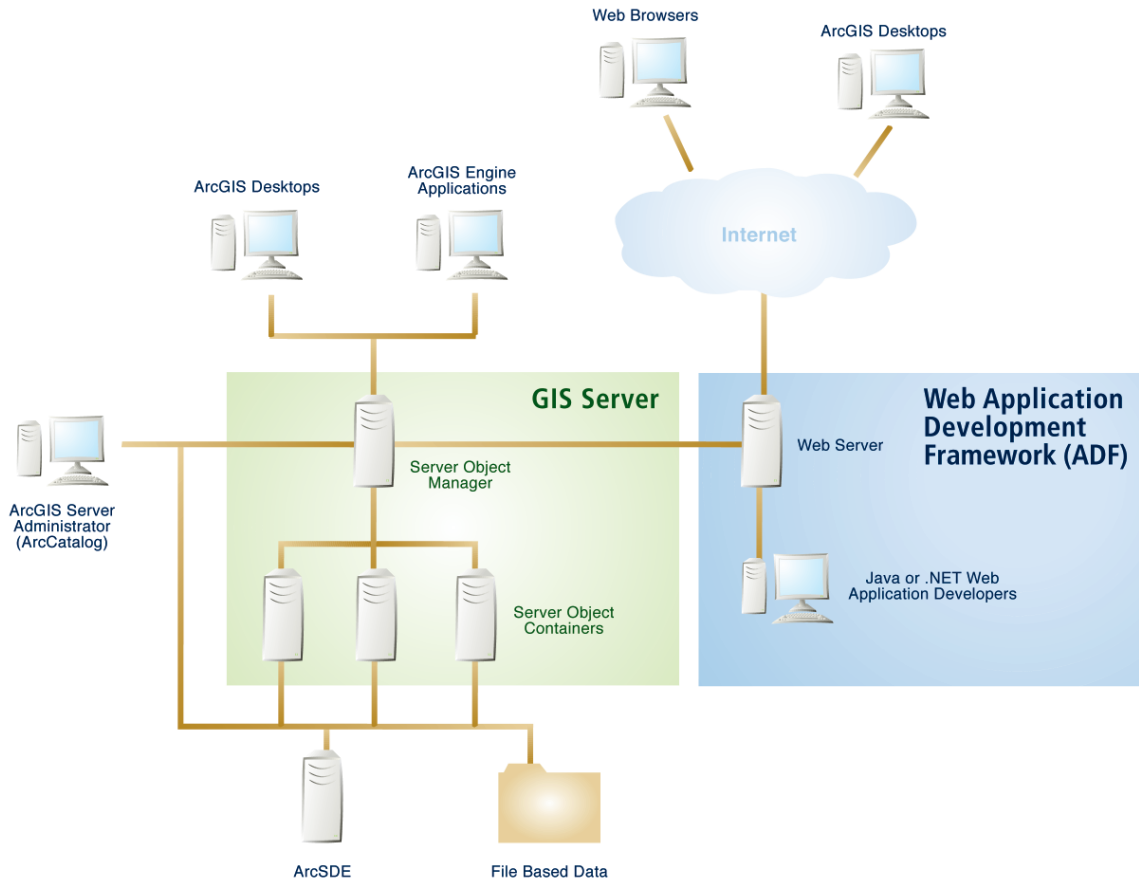 Web Browsers
ArcGIS Desktops
ArcGIS Desktops
ArcGIS Engine
Applications
Internet
GIS Server
Web Application
Development
Framework (ADF)
Web Server
Server Object
Manager
ArcGIS Server
Administrator
(ArcCatalog)
Java or .NET Web
Application Developers
Server Object
Containers
ArcSDE
File Based Data